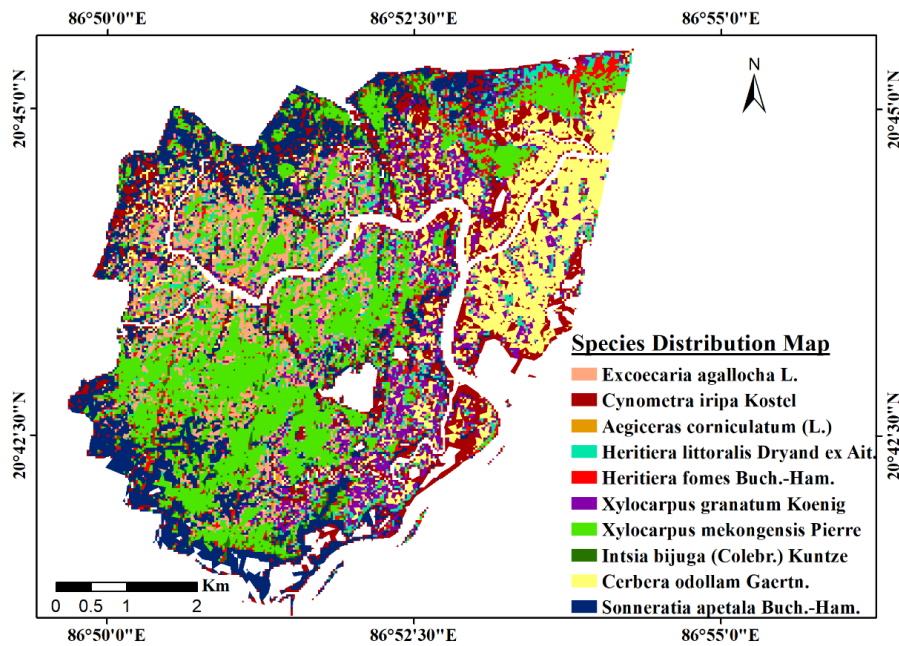 86°50'0"E 86°52'30"E 86°55'0"E
N
20°45'0"N 20°45'0"N
Species Distribution Map
Excoecaria agallocha L.
Cynometra iripa Kostel
Aegiceras corniculatum (L.)
Heritiera littoralis Dryand ex Ait.
Heritiera fomes Buch.-Ham.
Xylocarpus granatum Koenig
Xylocarpus mekongensis Pierre
Intsia bijuga (Colebr.) Kuntze
Cerbera odollam Gaertn.
Sonneratia apetala Buch.-Ham.
20°42'30"N 20°42'30"N
Km
0 0.5 1 2
86°50'0"E 86°52'30"E 86°55'0"E